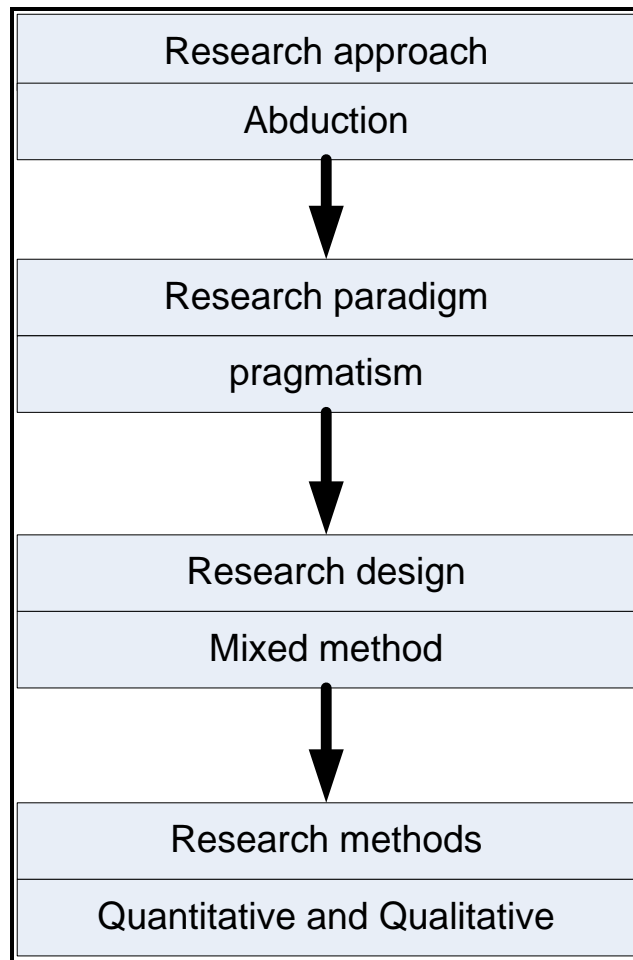 Research approach
Abduction
Research paradigm
pragmatism
Research design
Mixed method
Research methods
Quantitative and Qualitative